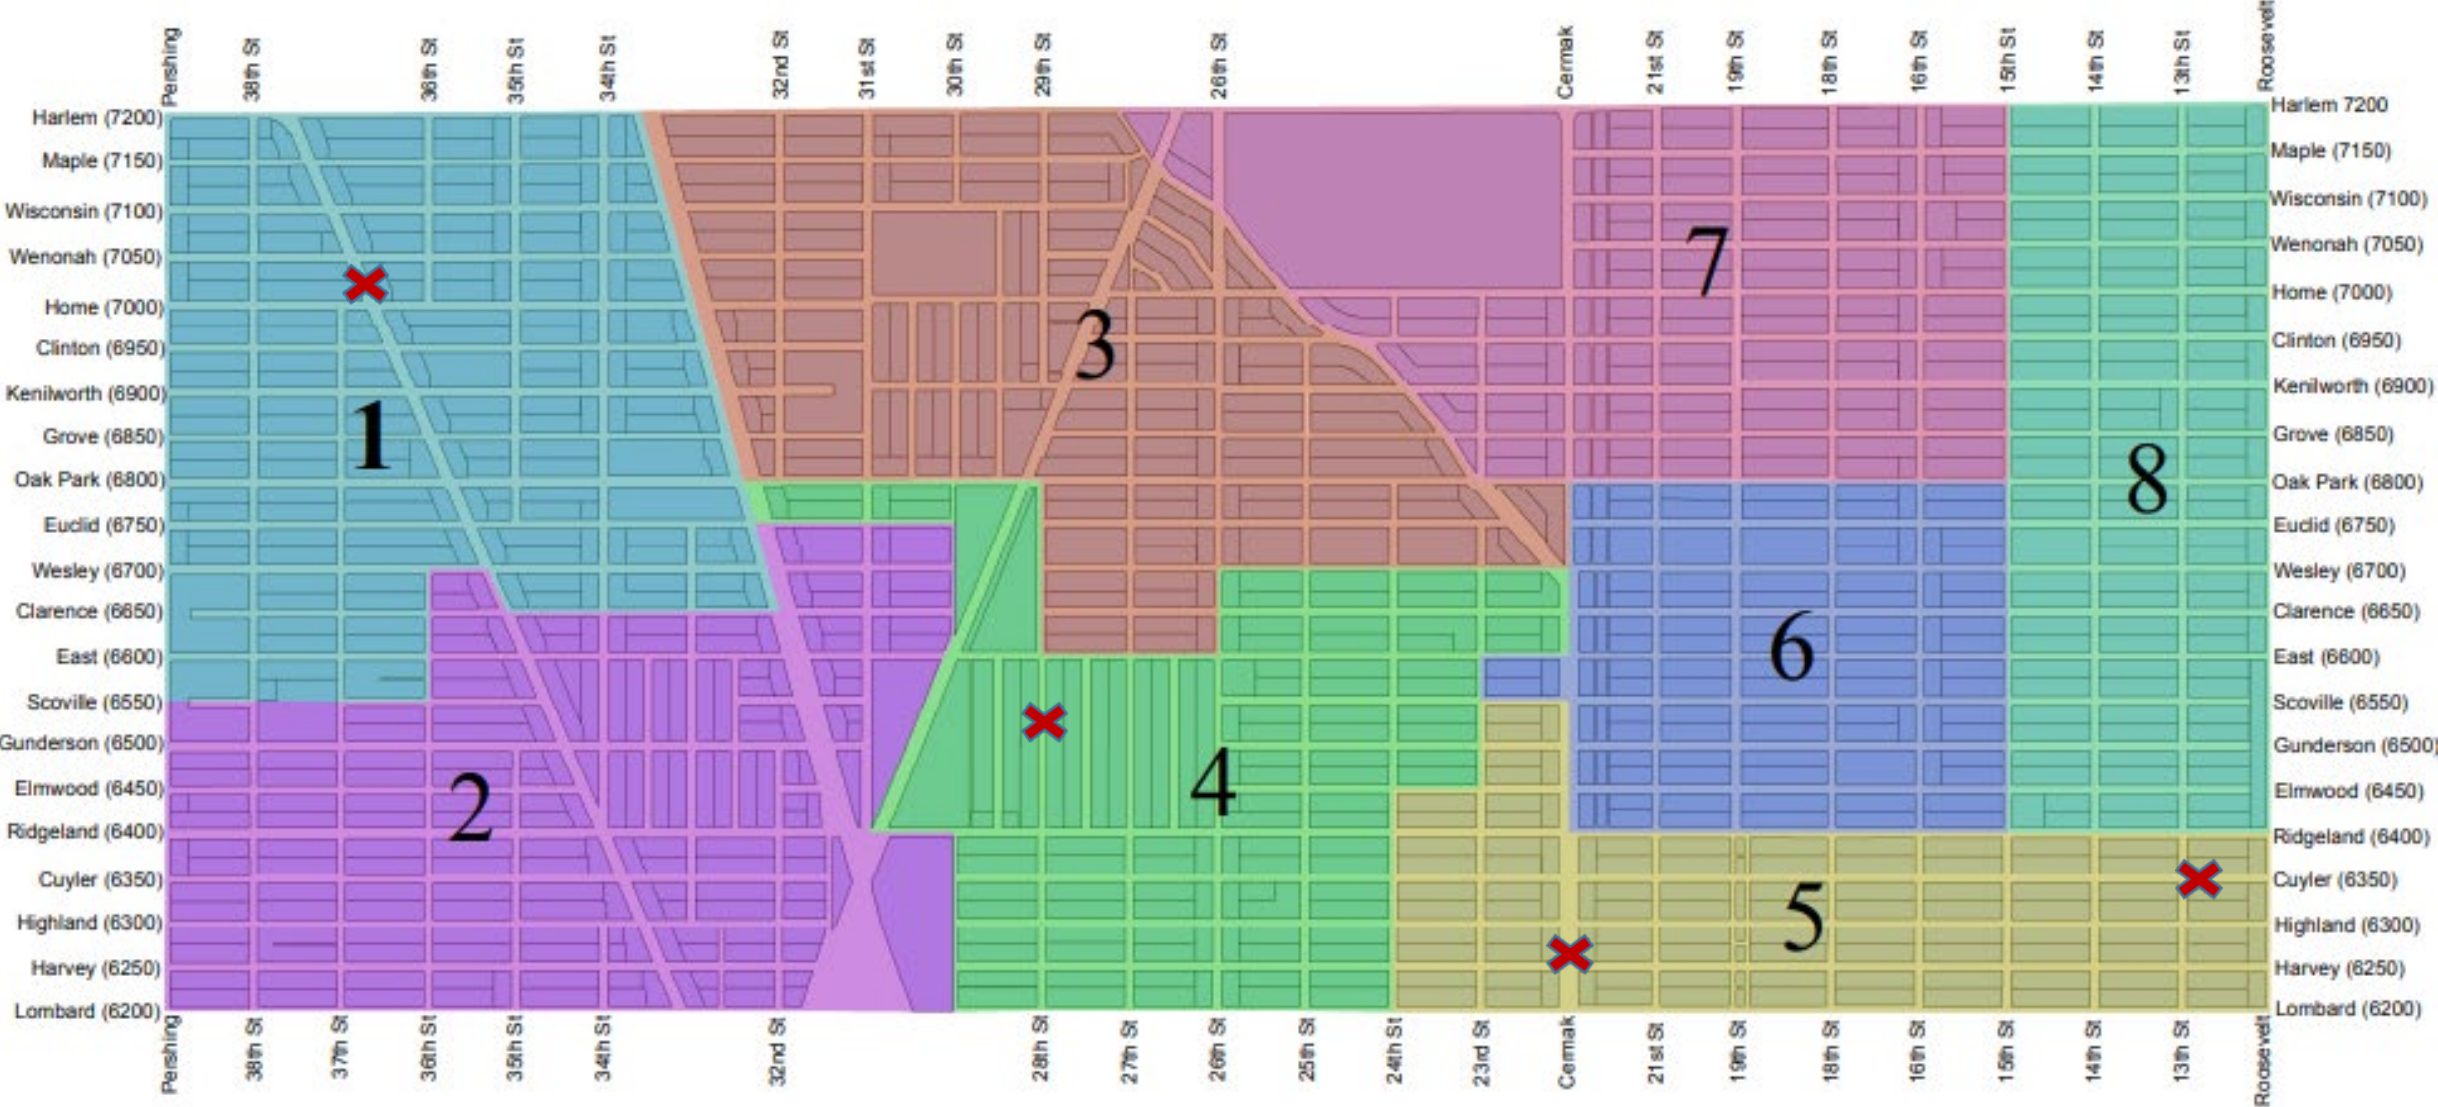 Pershing
38th St
36th St
35th St
34th St
32nd St
31st St
30th St
29th St
26th St
Cermak
21st St
19th St
18th St
16th St
15th St
14th St
13th St
Roosevelt
Harlem (7200)
Harlem 7200
Maple (7150)
Maple (7150)
Wisconsin (7100)
Wisconsin (7100)
Wenonah (7050)
7
Wenonah (7050)
Home (7000)
Home (7000)
Clinton (6950)
3
Clinton (6950)
Kenilworth (6900)
Kenilworth (6900)
Grove (6850)
1
Grove (6850)
Oak Park (6800)
8
Oak Park (6800)
Euclid (6750)
Euclid (6750)
Wesley (6700)
Wesley (6700)
Clarence (6650)
Clarence (6650)
East (6600)
6
East (6600)
Scoville (6550)
Scoville (6550)
Gunderson (6500)
Gunderson (6500)
Elmwood (6450)
4
Elmwood (6450)
Ridgeland (6400)
2
Ridgeland (6400)
Cuyler (6350)
Cuyler (6350)
Highland (6300)
5
Highland (6300)
Harvey (6250)
Harvey (6250)
Lombard (6200)
Lombard (6200)
Pershing
38th St
37th St
36th St
35th St
34th St
32nd St
28th St
27th St
26th St
25th St
24th St
23rd St
Cermak
21st St
19th St
18th St
16th St
15th St
14th St
13th St
Roosevelt